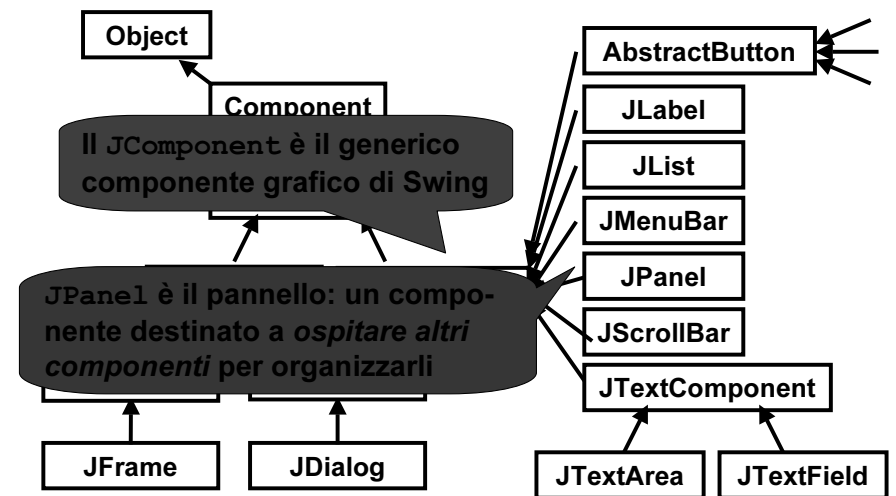 Object
Component
Il JComponent è il generico
componente grafico di Swing
JPanel è il pannello: un compo-
nente destinato a ospitare altri
componenti per organizzarli
JFrame
JDialog
AbstractButton
JLabel
JList
JMenuBar
JPanel
JScrollBar
JTextComponent
JTextArea
JTextField